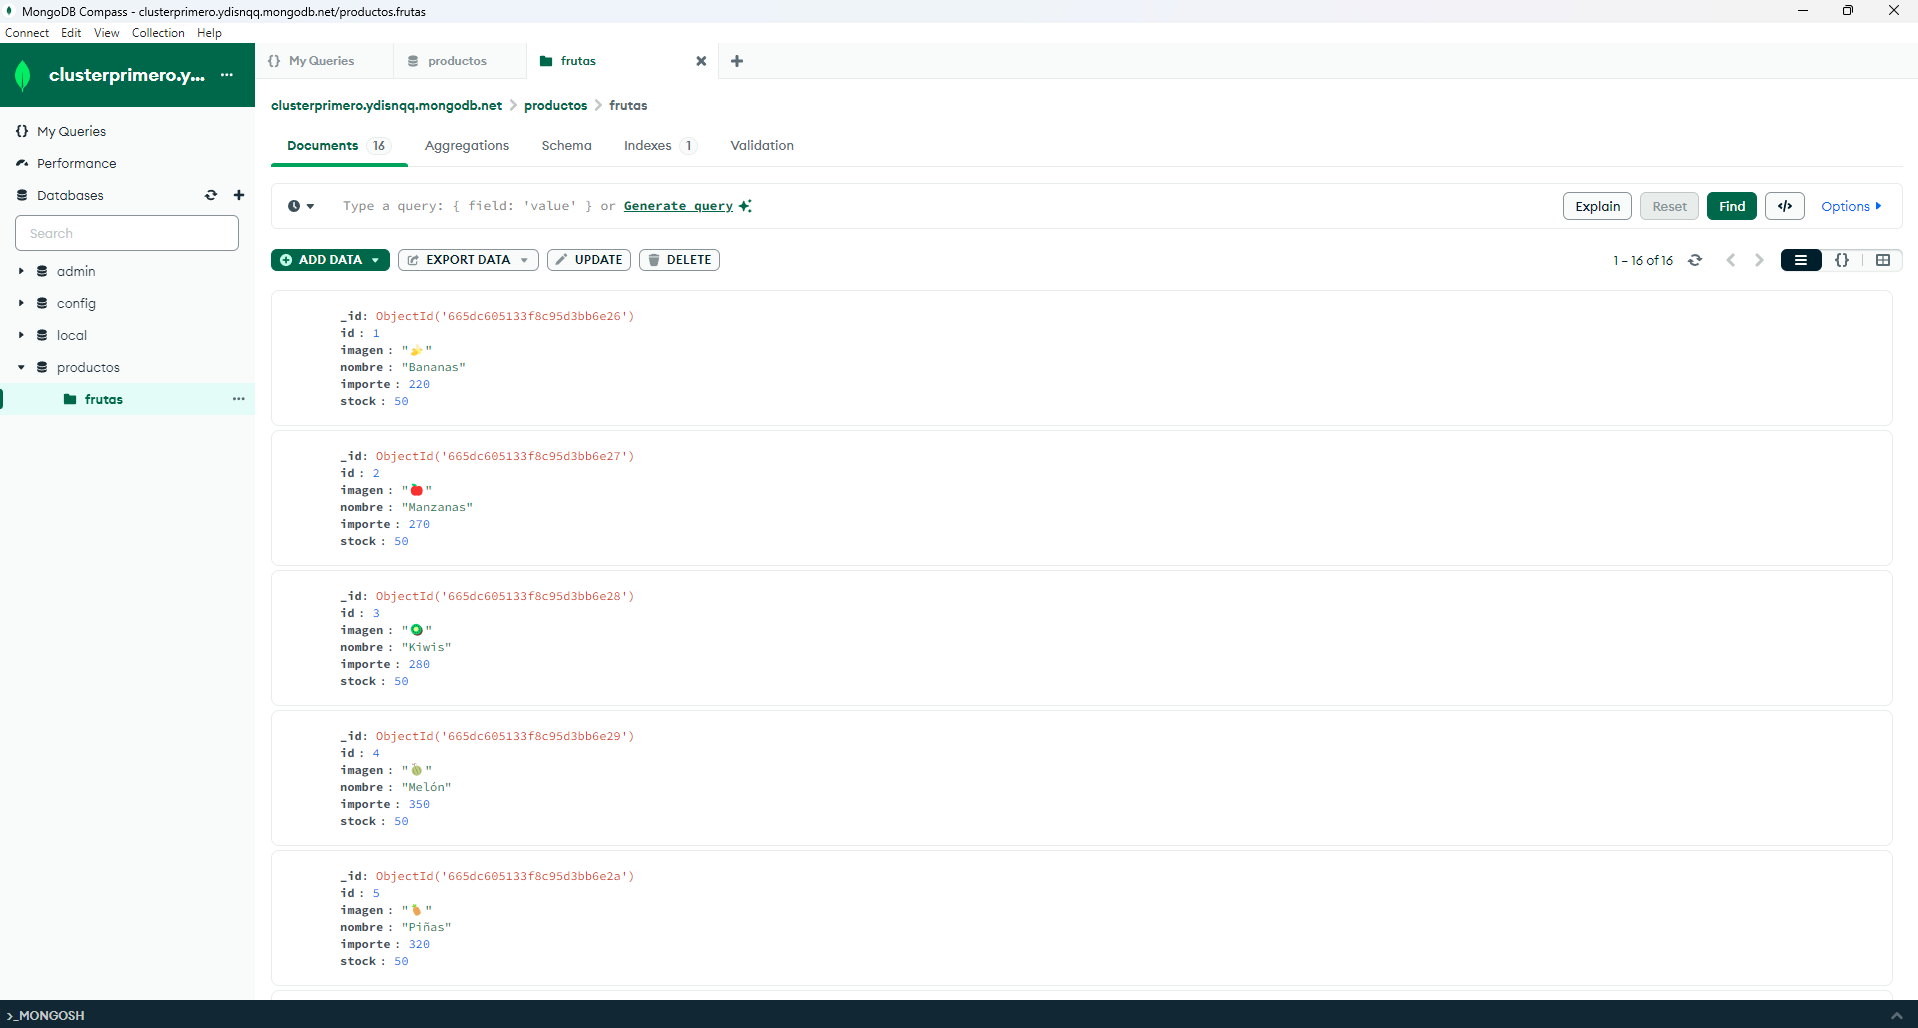 MongoDB Compass - clusterprimero.ydisnqq.mongodb.net/productos.frutas
Connect Edit View Collection Help
clusterprimero.y... ...
My Queries
Performance
Databases
Search
admin
config
local
productos
frutas ...
{} My Queries productos frutas
clusterprimero.ydisnqq.mongodb.net > productos > frutas
Documents 16 Aggregations Schema Indexes 1 Validation
Type a query: { field: 'value' } or Generate query
Explain Reset Find </> Options
ADD DATA EXPORT DATA UPDATE DELETE
1 – 16 of 16
{}
_id: ObjectId('665dc605133f8c95d3bb6e26')
id : 1
imagen : "🍌"
nombre : "Bananas"
importe : 220
stock : 50
_id: ObjectId('665dc605133f8c95d3bb6e27')
id : 2
imagen : "🍎"
nombre : "Manzanas"
importe : 270
stock : 50
_id: ObjectId('665dc605133f8c95d3bb6e28')
id : 3
imagen : "🥝"
nombre : "Kiwis"
importe : 280
stock : 50
_id: ObjectId('665dc605133f8c95d3bb6e29')
id : 4
imagen : "🍈"
nombre : "Melón"
importe : 350
stock : 50
_id: ObjectId('665dc605133f8c95d3bb6e2a')
id : 5
imagen : "🍍"
nombre : "Piñas"
importe : 320
stock : 50
>_MONGOSH